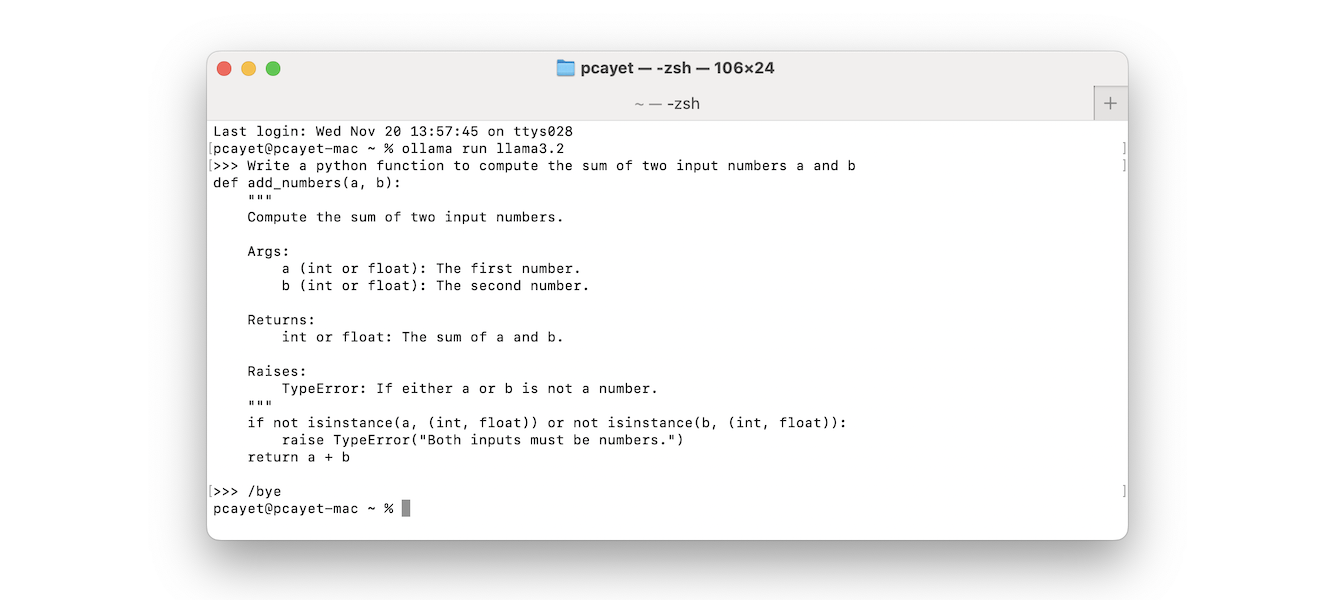 pcayet — -zsh — 106×24
~ — -zsh
+
Last login: Wed Nov 20 13:57:45 on ttys028
[pcayet@pcayet-mac ~ % ollama run llama3.2 ]
[>>> Write a python function to compute the sum of two input numbers a and b ]
def add_numbers(a, b):
    """
    Compute the sum of two input numbers.

    Args:
        a (int or float): The first number.
        b (int or float): The second number.

    Returns:
        int or float: The sum of a and b.

    Raises:
        TypeError: If either a or b is not a number.
    """
    if not isinstance(a, (int, float)) or not isinstance(b, (int, float)):
        raise TypeError("Both inputs must be numbers.")
    return a + b

[>>> /bye ]
pcayet@pcayet-mac ~ %